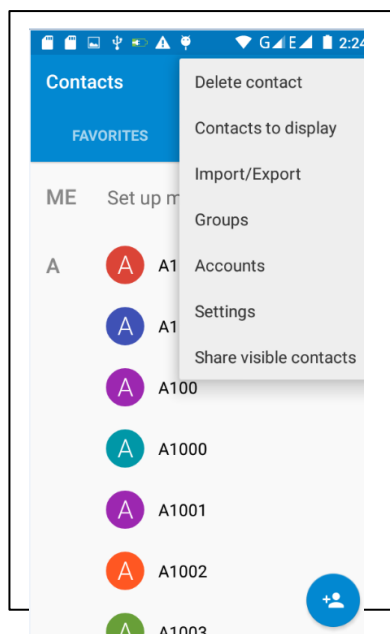 G E 2:24
Contacts
Delete contact
FAVORITES
Contacts to display
Import/Export
ME Set up m
Groups
A A A1
Accounts
A A1
Settings
Share visible contacts
A A100
A A1000
A A1001
A A1002
A A1003